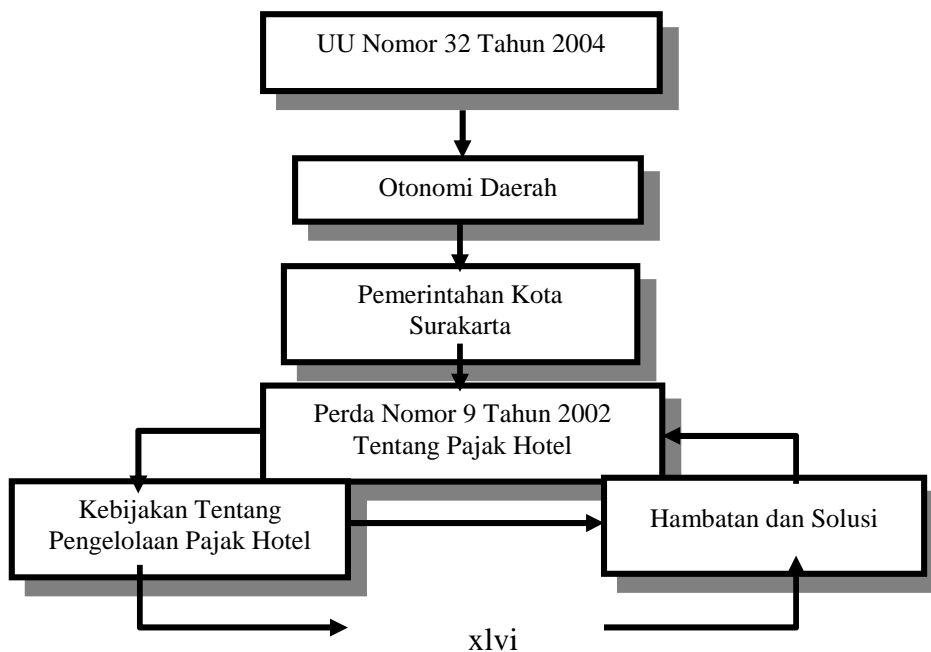 UU Nomor 32 Tahun 2004
Otonomi Daerah
Pemerintahan Kota
Surakarta
Perda Nomor 9 Tahun 2002
Tentang Pajak Hotel
Kebijakan Tentang
Pengelolaan Pajak Hotel
Hambatan dan Solusi
xlvi